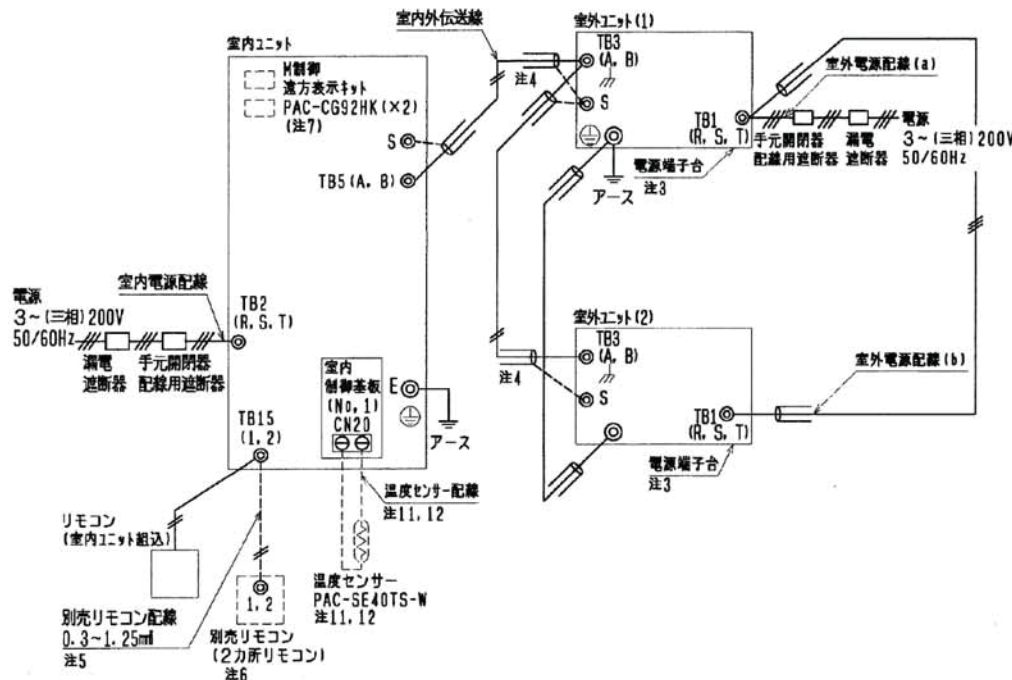 室内ユニット
M制御
遠方表示キット
PAC-CG92HK(×2)
(注7)
S
TB5(A, B)
室内電源配線
電源
3~(三相)200V
50/60Hz
漏電
遮断器
手元開閉器
配線用遮断器
TB2
(R, S, T)
室内
制御基板
(No, 1)
CN20
E
アース
TB15
(1, 2)
温度センサー配線
注11, 12
リモコン
(室内ユニット組込)
温度センサー
PAC-SE40TS-W
注11, 12
別売リモコン配線
0.3~1.25㎟
注5
1, 2
別売リモコン
(2カ所リモコン)
注6
室内外伝送線
注4
室外ユニット(1)
TB3
(A, B)
S
TB1
(R, S, T)
電源端子台
注3
アース
室外電源配線(a)
手元開閉器
配線用遮断器
漏電
遮断器
電源
3~(三相)200V
50/60Hz
室外ユニット(2)
TB3
(A, B)
注4
S
TB1
(R, S, T)
電源端子台
注3
室外電源配線(b)